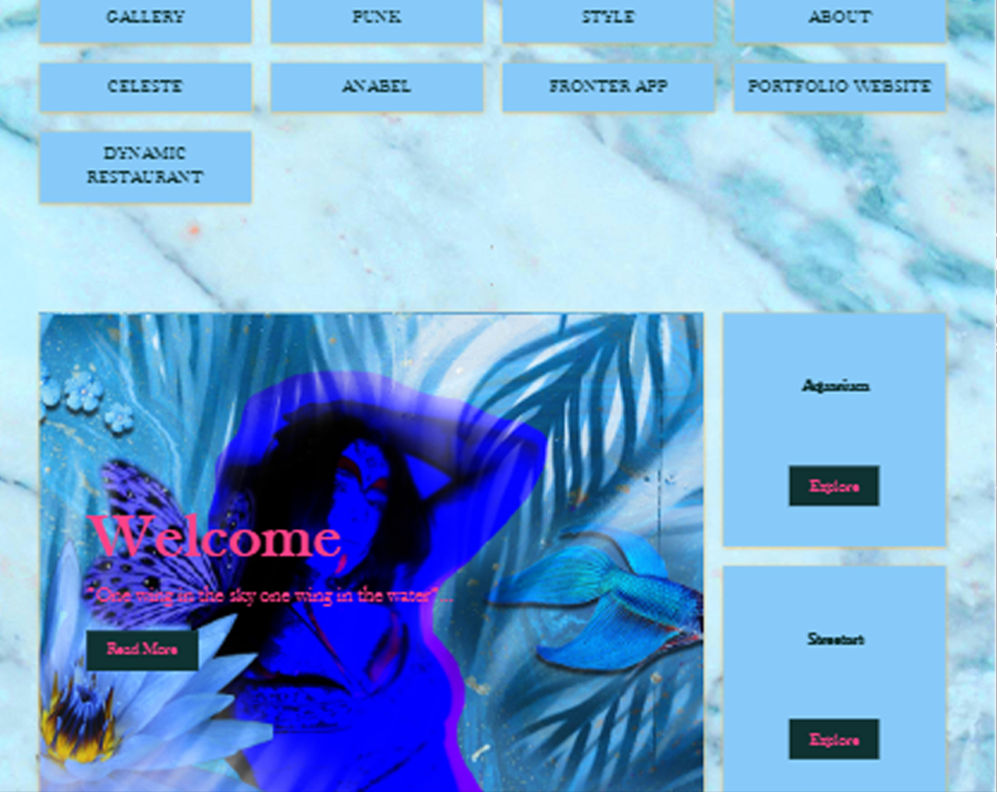 GALLERY
PUNK
STYLE
ABOUT
CELESTE
ANABEL
FRONTER APP
PORTFOLIO WEBSITE
DYNAMIC
RESTAURANT
Welcome
"One wing in the sky one wing in the water"...
Read More
Aquarium
Explore
Streetart
Explore